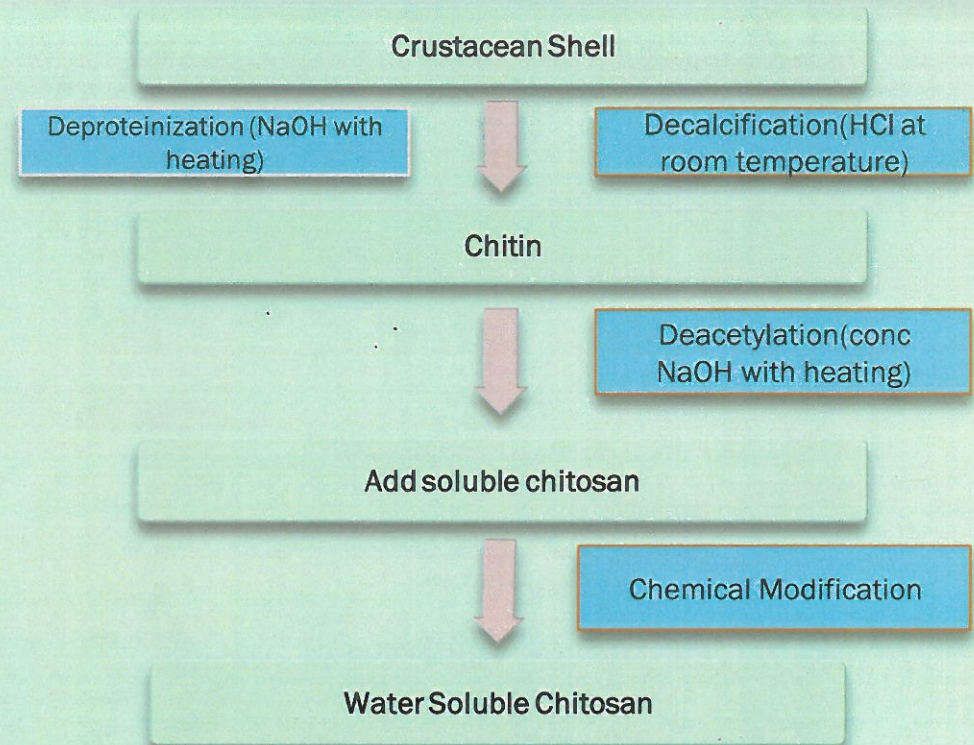 Crustacean Shell
Deproteinization (NaOH with
heating)
Decalcification(HCl at
room temperature)
Chitin
Deacetylation(conc
NaOH with heating)
Add soluble chitosan
Chemical Modification
Water Soluble Chitosan